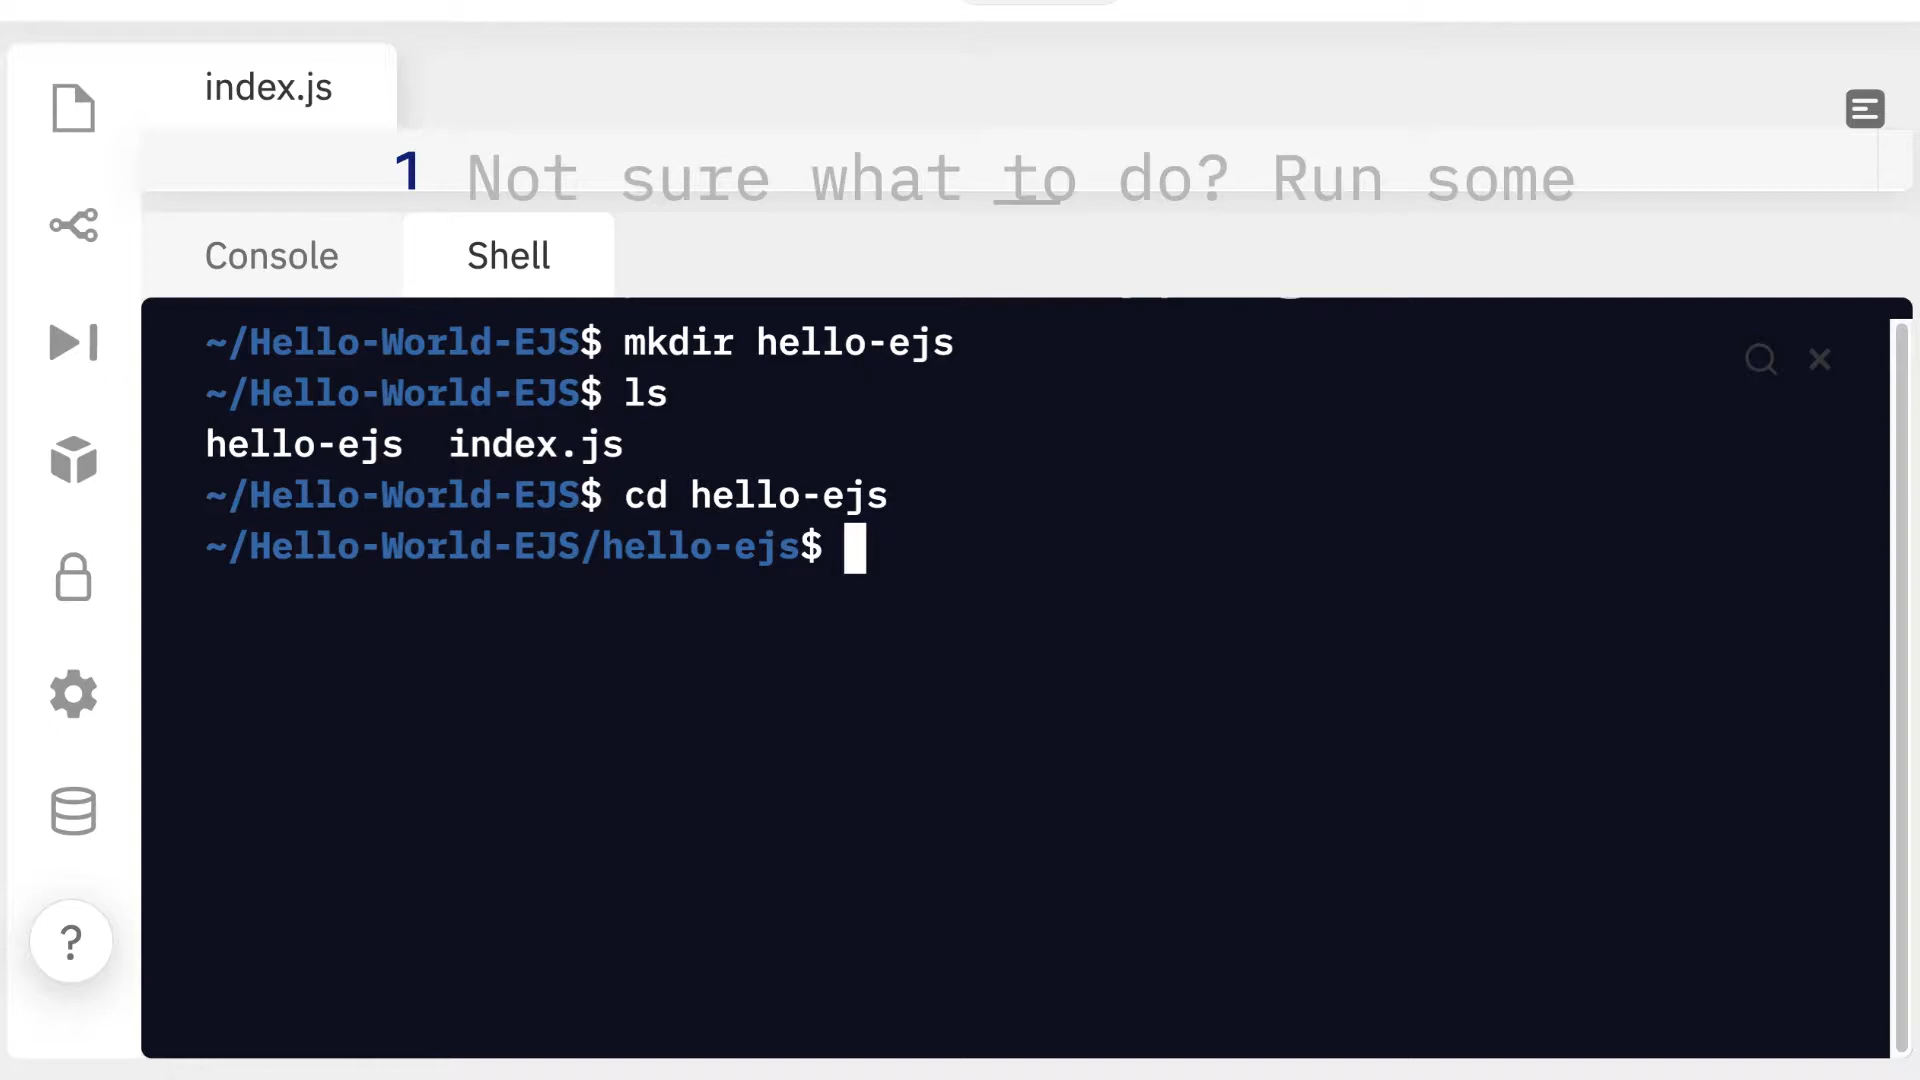 index.js
1 Not sure what to do? Run some
Console Shell
~/Hello-World-EJS$ mkdir hello-ejs
~/Hello-World-EJS$ ls
hello-ejs index.js
~/Hello-World-EJS$ cd hello-ejs
~/Hello-World-EJS/hello-ejs$
?